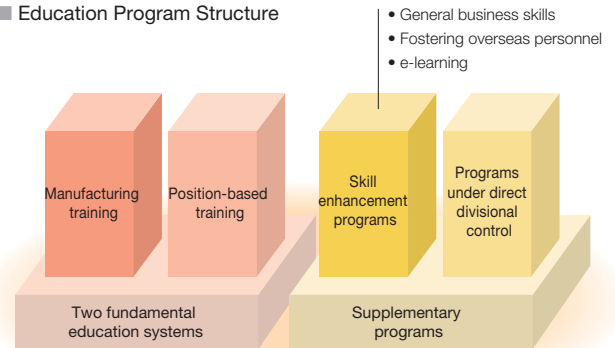 ■ Education Program Structure
• General business skills
• Fostering overseas personnel
• e-learning
Manufacturing
training
Position-based
training
Skill
enhancement
programs
Programs
under direct
divisional
control
Two fundamental
education systems
Supplementary
programs